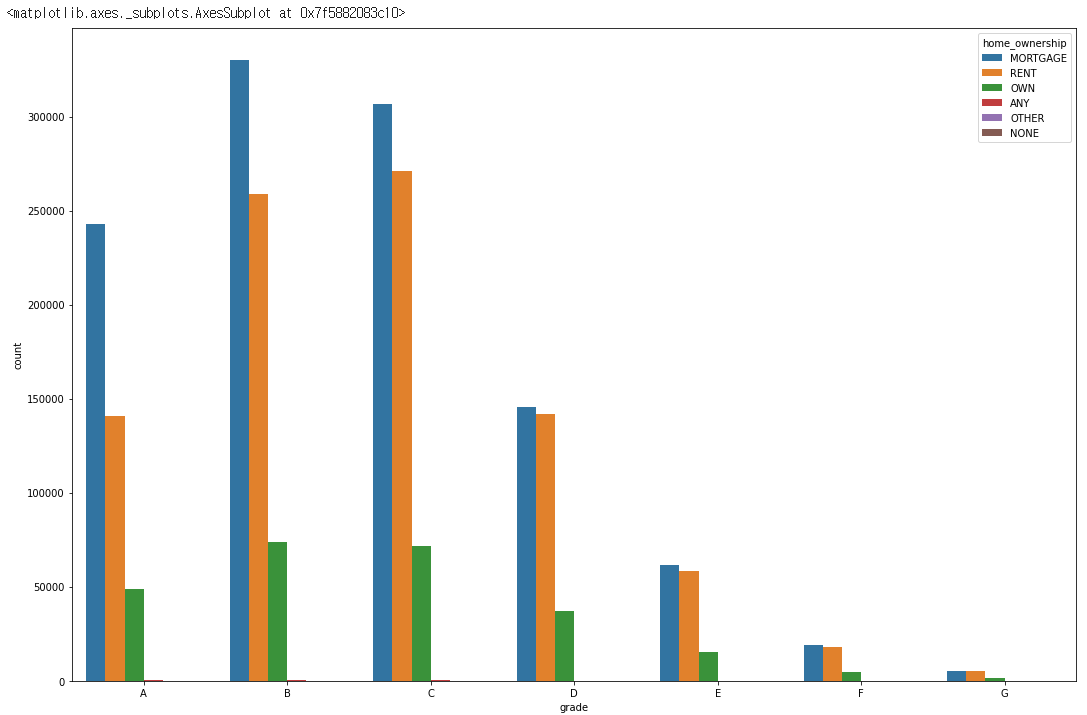 <matplotlib.axes._subplots.AxesSubplot at 0x7f5882083c10>
home_ownership
MORTGAGE
RENT
OWN
ANY
OTHER
NONE
300000
250000
200000
150000
100000
50000
0
count
A B C D E F G
grade